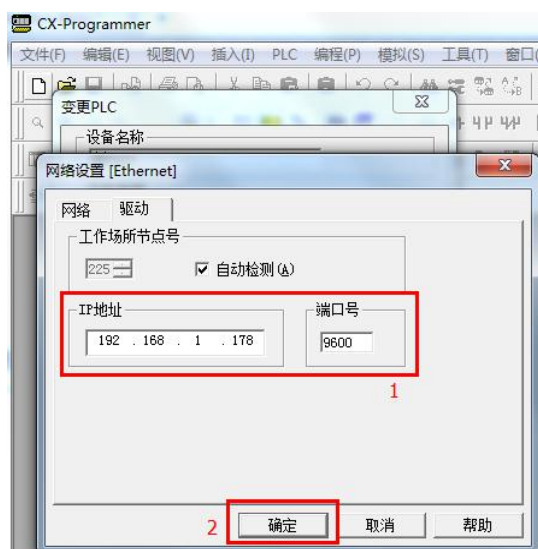 CX-Programmer
文件(F) 编辑(E) 视图(V) 插入(I) PLC 编程(P) 模拟(S) 工具(T) 窗口(
变更PLC
设备名称
网络设置 [Ethernet]
网络 驱动
工作场所节点号
225 自动检测(A)
IP地址 端口号
192 . 168 . 1 . 178 9600
1
2 确定 取消 帮助